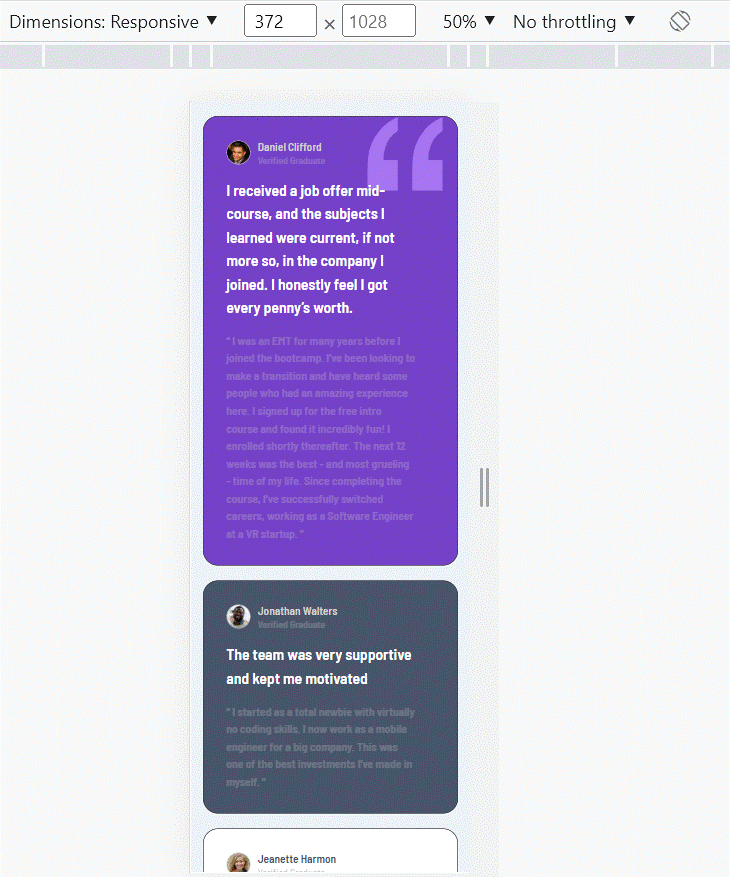 Dimensions: Responsive ▼ 372 × 1028 50% ▼ No throttling ▼
Daniel Clifford
Verified Graduate
I received a job offer mid-
course, and the subjects I
learned were current, if not
more so, in the company I
joined. I honestly feel I got
every penny’s worth.
“ I was an EMT for many years before I
joined the bootcamp. I’ve been looking to
make a transition and have heard some
people who had an amazing experience
here. I signed up for the free intro
course and found it incredibly fun! I
enrolled shortly thereafter. The next 12
weeks was the best - and most grueling
- time of my life. Since completing the
course, I’ve successfully switched
careers, working as a Software Engineer
at a VR startup. ”
Jonathan Walters
Verified Graduate
The team was very supportive
and kept me motivated
“ I started as a total newbie with virtually
no coding skills. I now work as a mobile
engineer for a big company. This was
one of the best investments I’ve made in
myself. ”
Jeanette Harmon
Verified Graduate